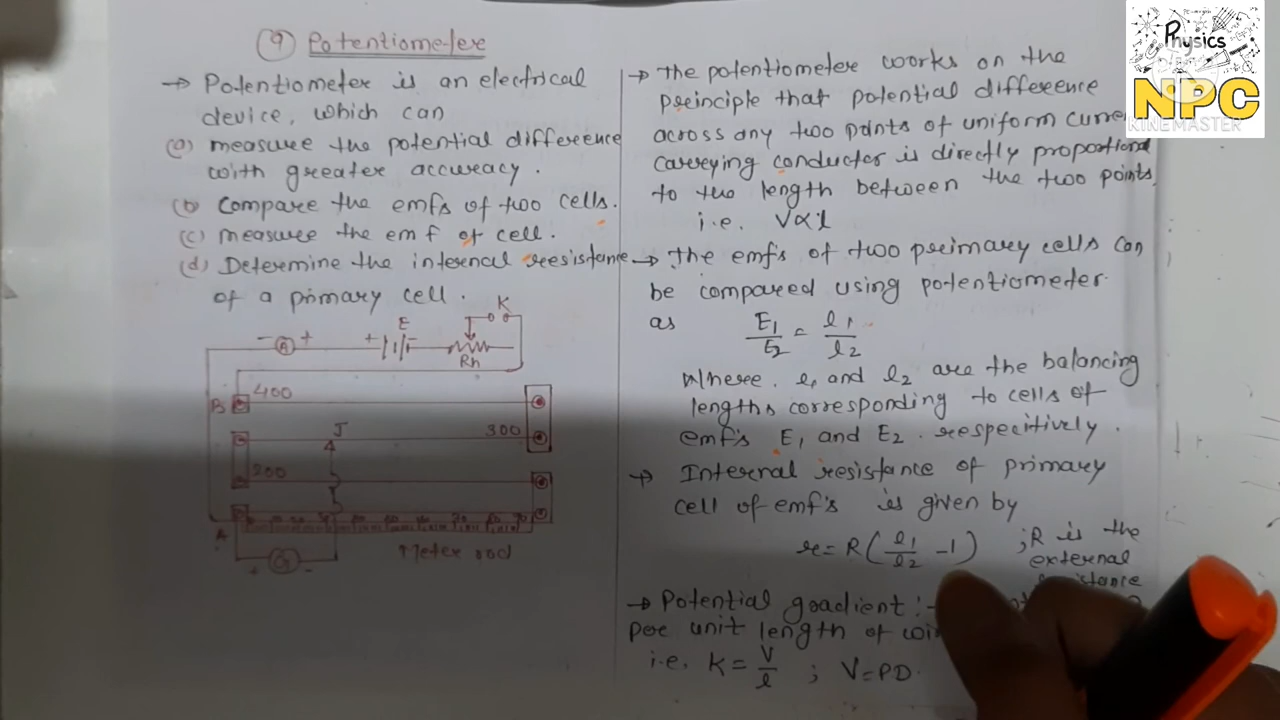 (9) Potentiometer
→ Potentiometer is an electrical
device, which can
(a) measure the potential difference
with greater accuracy.
(b) Compare the emfs of two cells.
(c) measure the emf of cell.
(d) Determine the internal resistance
of a primary cell.
K
E
- A +
+ -
Rh
400
B
J
300
200
A
Meter rod
+ G -
→ The potentiometer works on the
principle that potential difference
across any two points of uniform
carrying conductor is directly proportional
to the length between the two points,
i.e. V∝l
→ The emf's of two primary cells can
be compared using potentiometer
as E1/E2 = l1/l2
Where, l1 and l2 are the balancing
lengths corresponding to cells of
emf's E1 and E2 respectively.
→ Internal resistance of primary
cell of emf's is given by
r = R(l1/l2 - 1) ; R is the
external
→ Potential gradient :-
per unit length of
i.e. K = V/l ; V = PD.
Physics
NPC
KINEMASTER